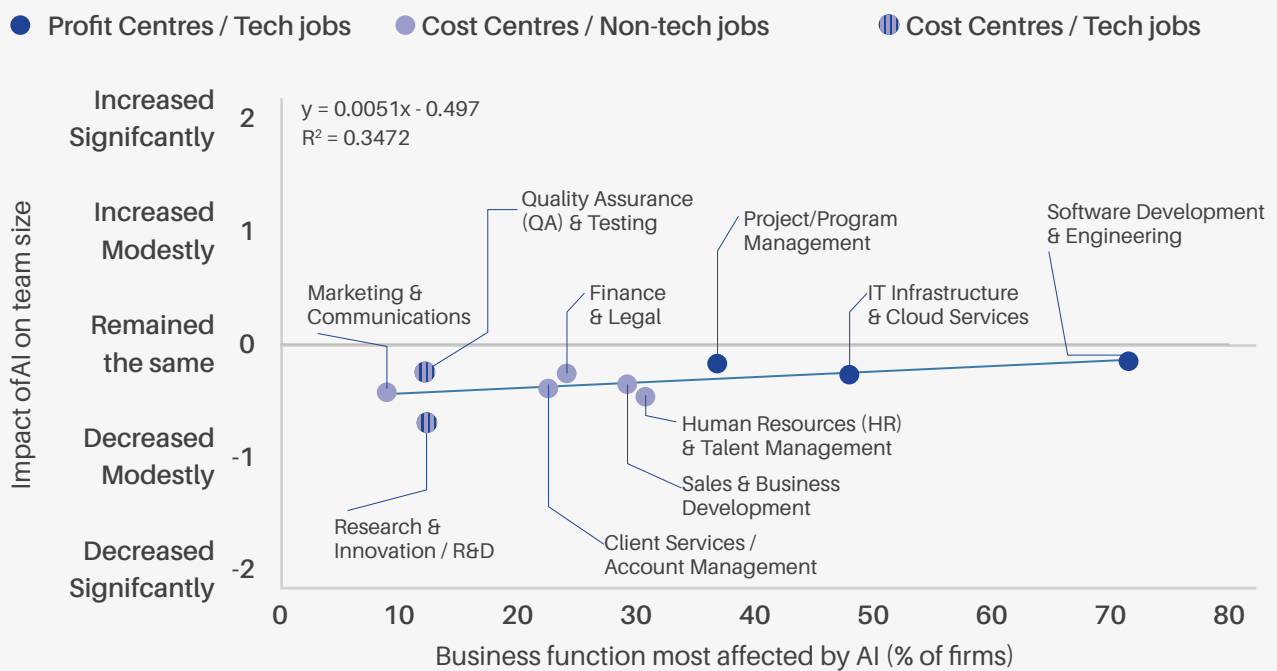 Profit Centres / Tech jobs
Cost Centres / Non-tech jobs
Cost Centres / Tech jobs
Impact of AI on team size
Increased
Signifcantly
2
Increased
Modestly
1
Remained
the same
0
Decreased
Modestly
-1
Decreased
Signifcantly
-2
y = 0.0051x - 0.497
R² = 0.3472
Quality Assurance
(QA) & Testing
Project/Program
Management
Software Development
& Engineering
Marketing &
Communications
Finance
& Legal
IT Infrastructure
& Cloud Services
Human Resources (HR)
& Talent Management
Sales & Business
Development
Research &
Innovation / R&D
Client Services /
Account Management
0 10 20 30 40 50 60 70 80
Business function most affected by AI (% of firms)